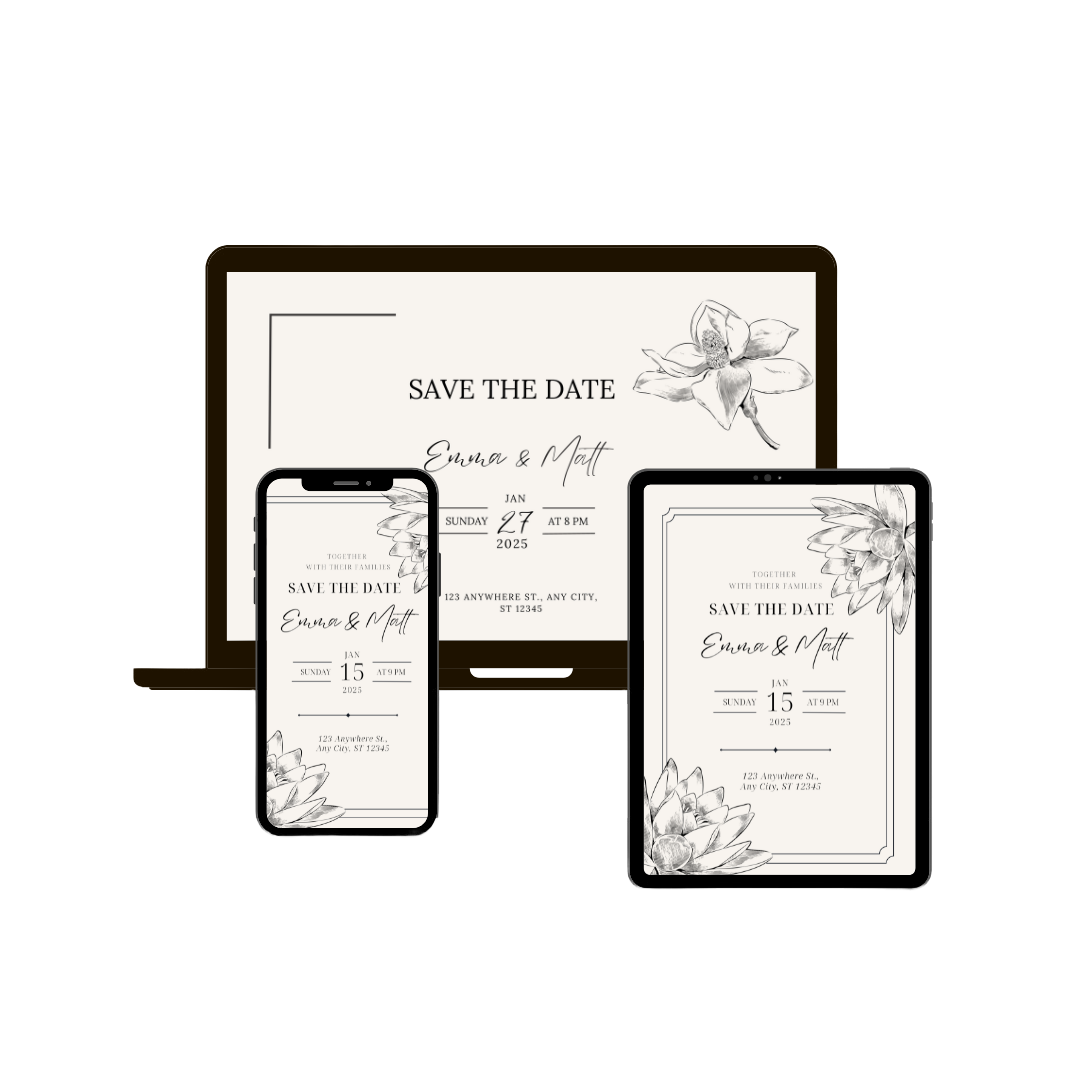 SAVE THE DATE
Emma & Matt
JAN
SUNDAY 27 AT 8 PM
2025
123 ANYWHERE ST., ANY CITY,
ST 12345
TOGETHER
WITH THEIR FAMILIES
SAVE THE DATE
Emma & Matt
JAN
SUNDAY 15 AT 9 PM
2025
123 Anywhere St.,
Any City, ST 12345
TOGETHER
WITH THEIR FAMILIES
SAVE THE DATE
Emma & Matt
JAN
SUNDAY 15 AT 9 PM
2025
123 Anywhere St.,
Any City, ST 12345